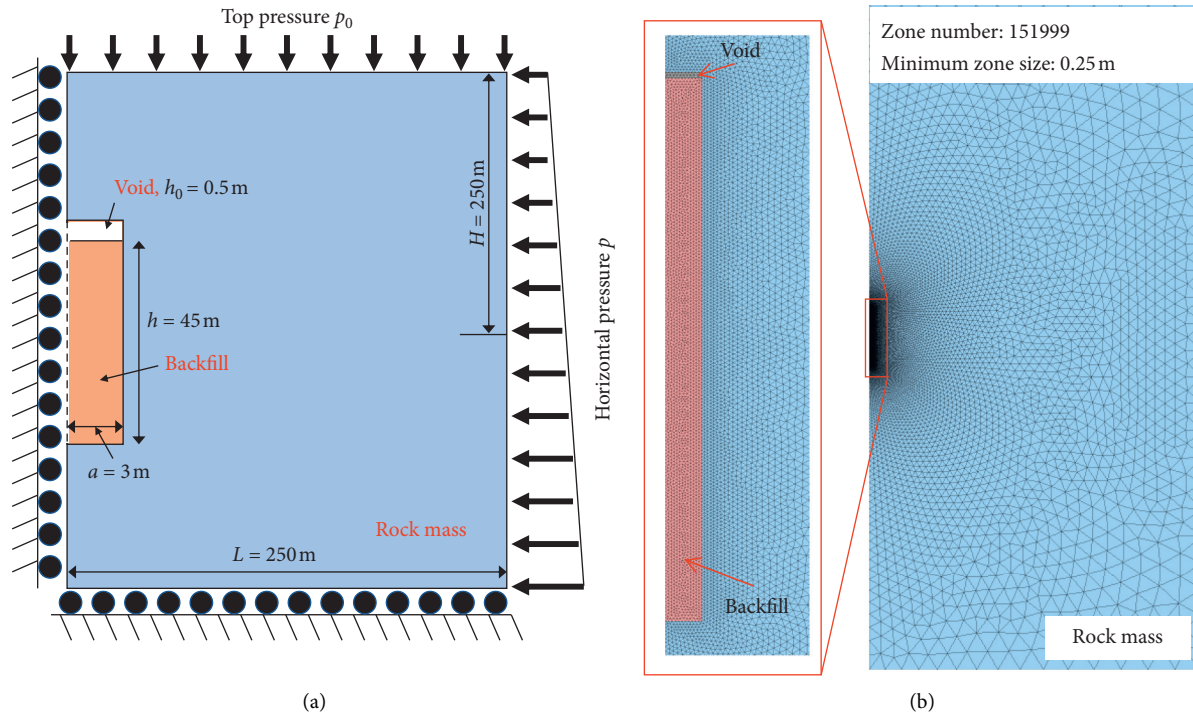 Top pressure p₀
Void, h₀ = 0.5 m
H = 250 m
h = 45 m
Backfill
a = 3 m
Rock mass
L = 250 m
Horizontal pressure p
(a)
Void
Backfill
Zone number: 151999
Minimum zone size: 0.25 m
Rock mass
(b)